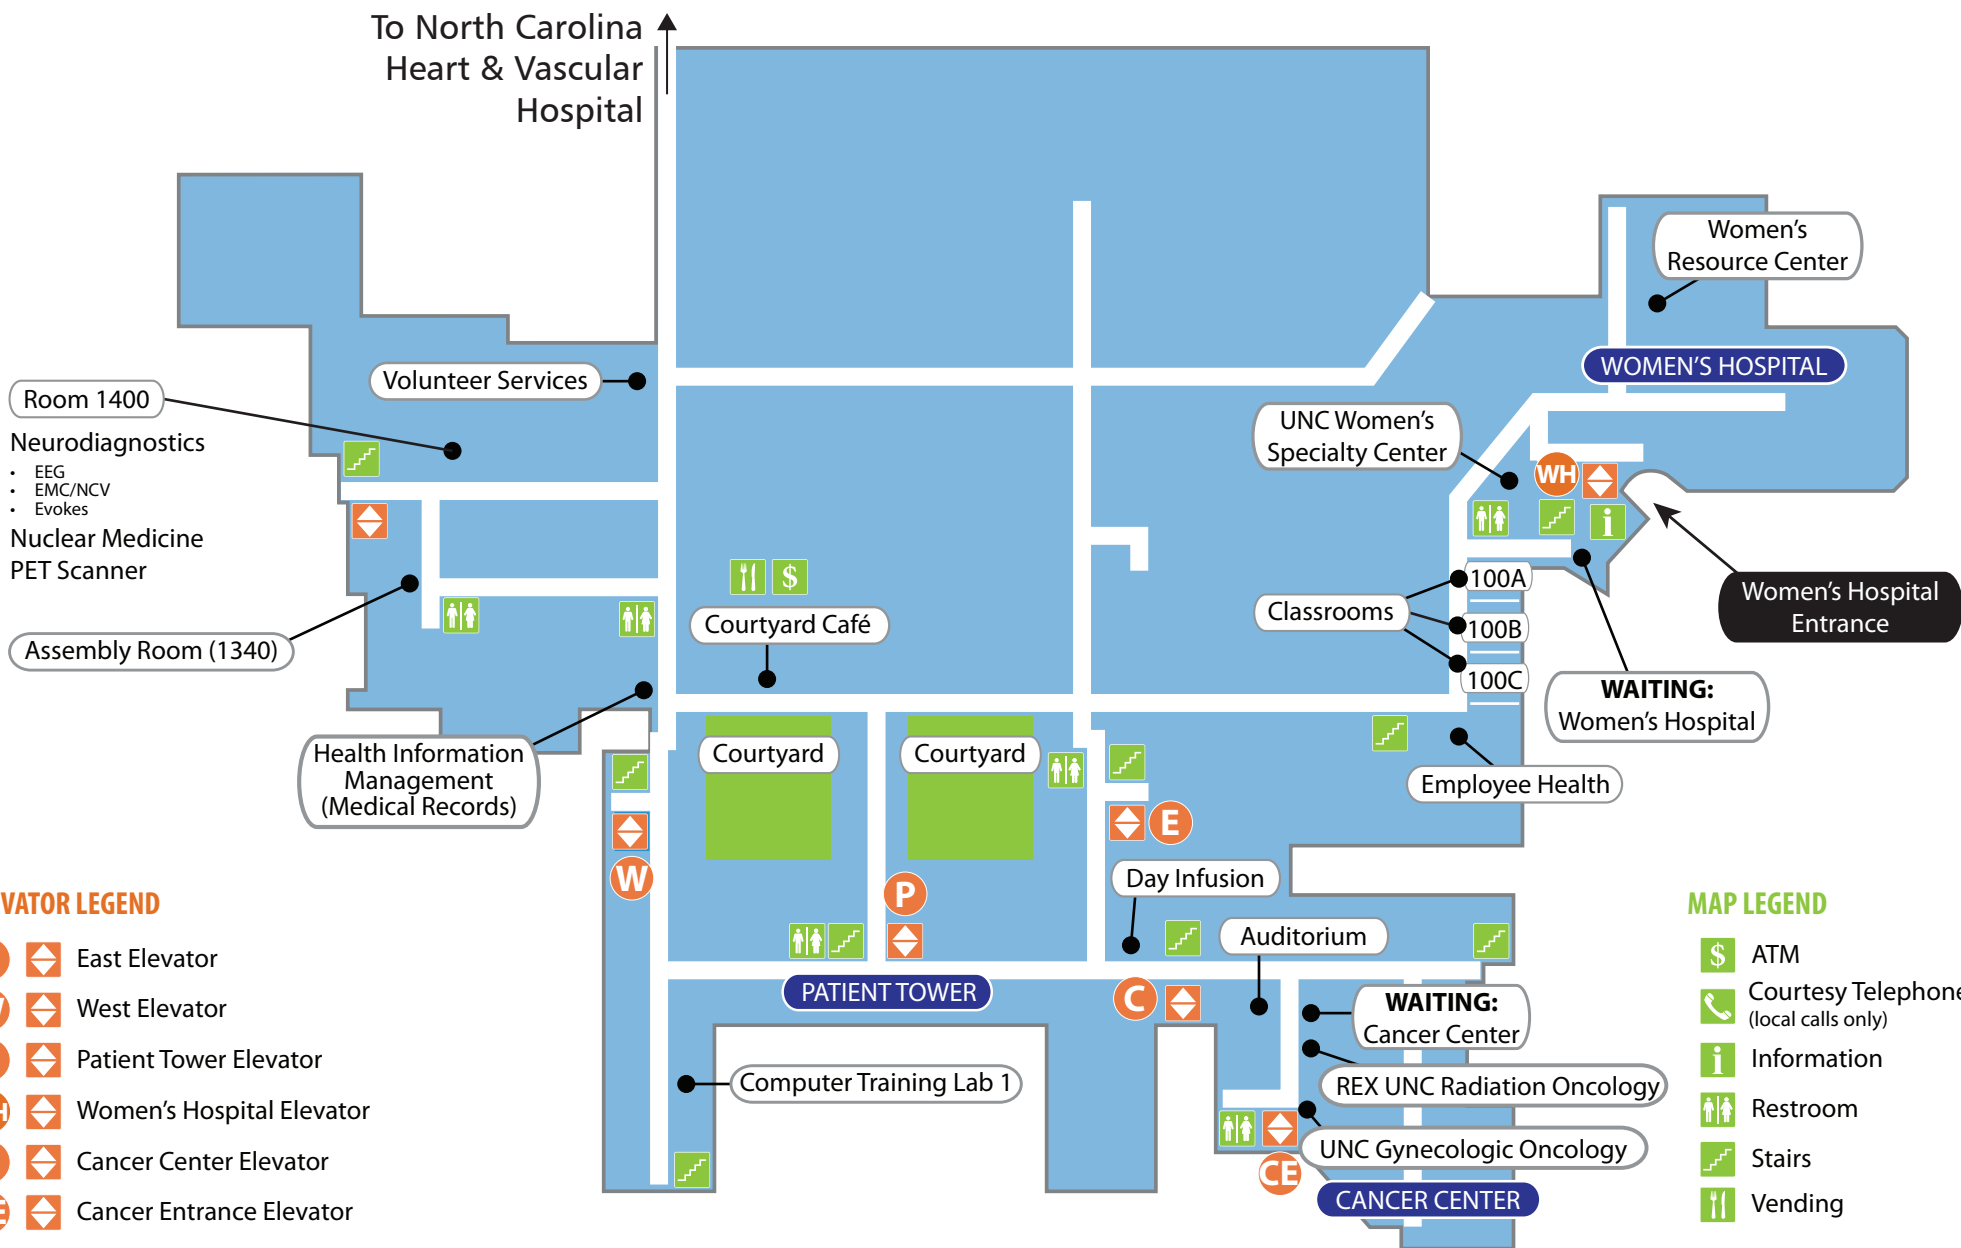 To North Carolina
Heart & Vascular
Hospital
Women's
Resource Center
WOMEN'S HOSPITAL
Volunteer Services
Room 1400
Neurodiagnostics
• EEG
• EMC/NCV
• Evokes
Nuclear Medicine
PET Scanner
UNC Women's
Specialty Center
WH
i
$
100A
Classrooms
100B
100C
Women's Hospital
Entrance
Courtyard Café
Assembly Room (1340)
WAITING:
Women's Hospital
Health Information
Management
(Medical Records)
Courtyard
Courtyard
Employee Health
E
W
P
Day Infusion
Auditorium
PATIENT TOWER
C
WAITING:
Cancer Center
Computer Training Lab 1
REX UNC Radiation Oncology
UNC Gynecologic Oncology
CE
CANCER CENTER
VATOR LEGEND
East Elevator
West Elevator
Patient Tower Elevator
Women's Hospital Elevator
Cancer Center Elevator
Cancer Entrance Elevator
MAP LEGEND
$ ATM
Courtesy Telephone
(local calls only)
i Information
Restroom
Stairs
Vending